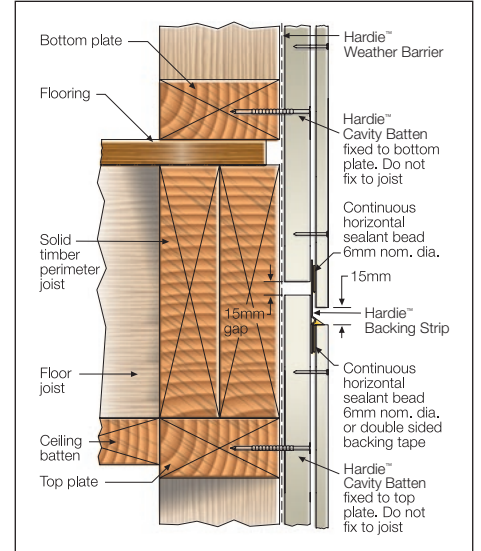 Bottom plate
Flooring
Solid
timber
perimeter
joist
Floor
joist
Ceiling
batten
Top plate
15mm
gap
Hardie™
Weather Barrier
Hardie™
Cavity Batten
fixed to bottom
plate. Do not
fix to joist
Continuous
horizontal
sealant bead
6mm nom. dia.
15mm
Hardie™
Backing Strip
Continuous
horizontal
sealant bead
6mm nom. dia.
or double sided
backing tape
Hardie™
Cavity Batten
fixed to top
plate. Do not
fix to joist